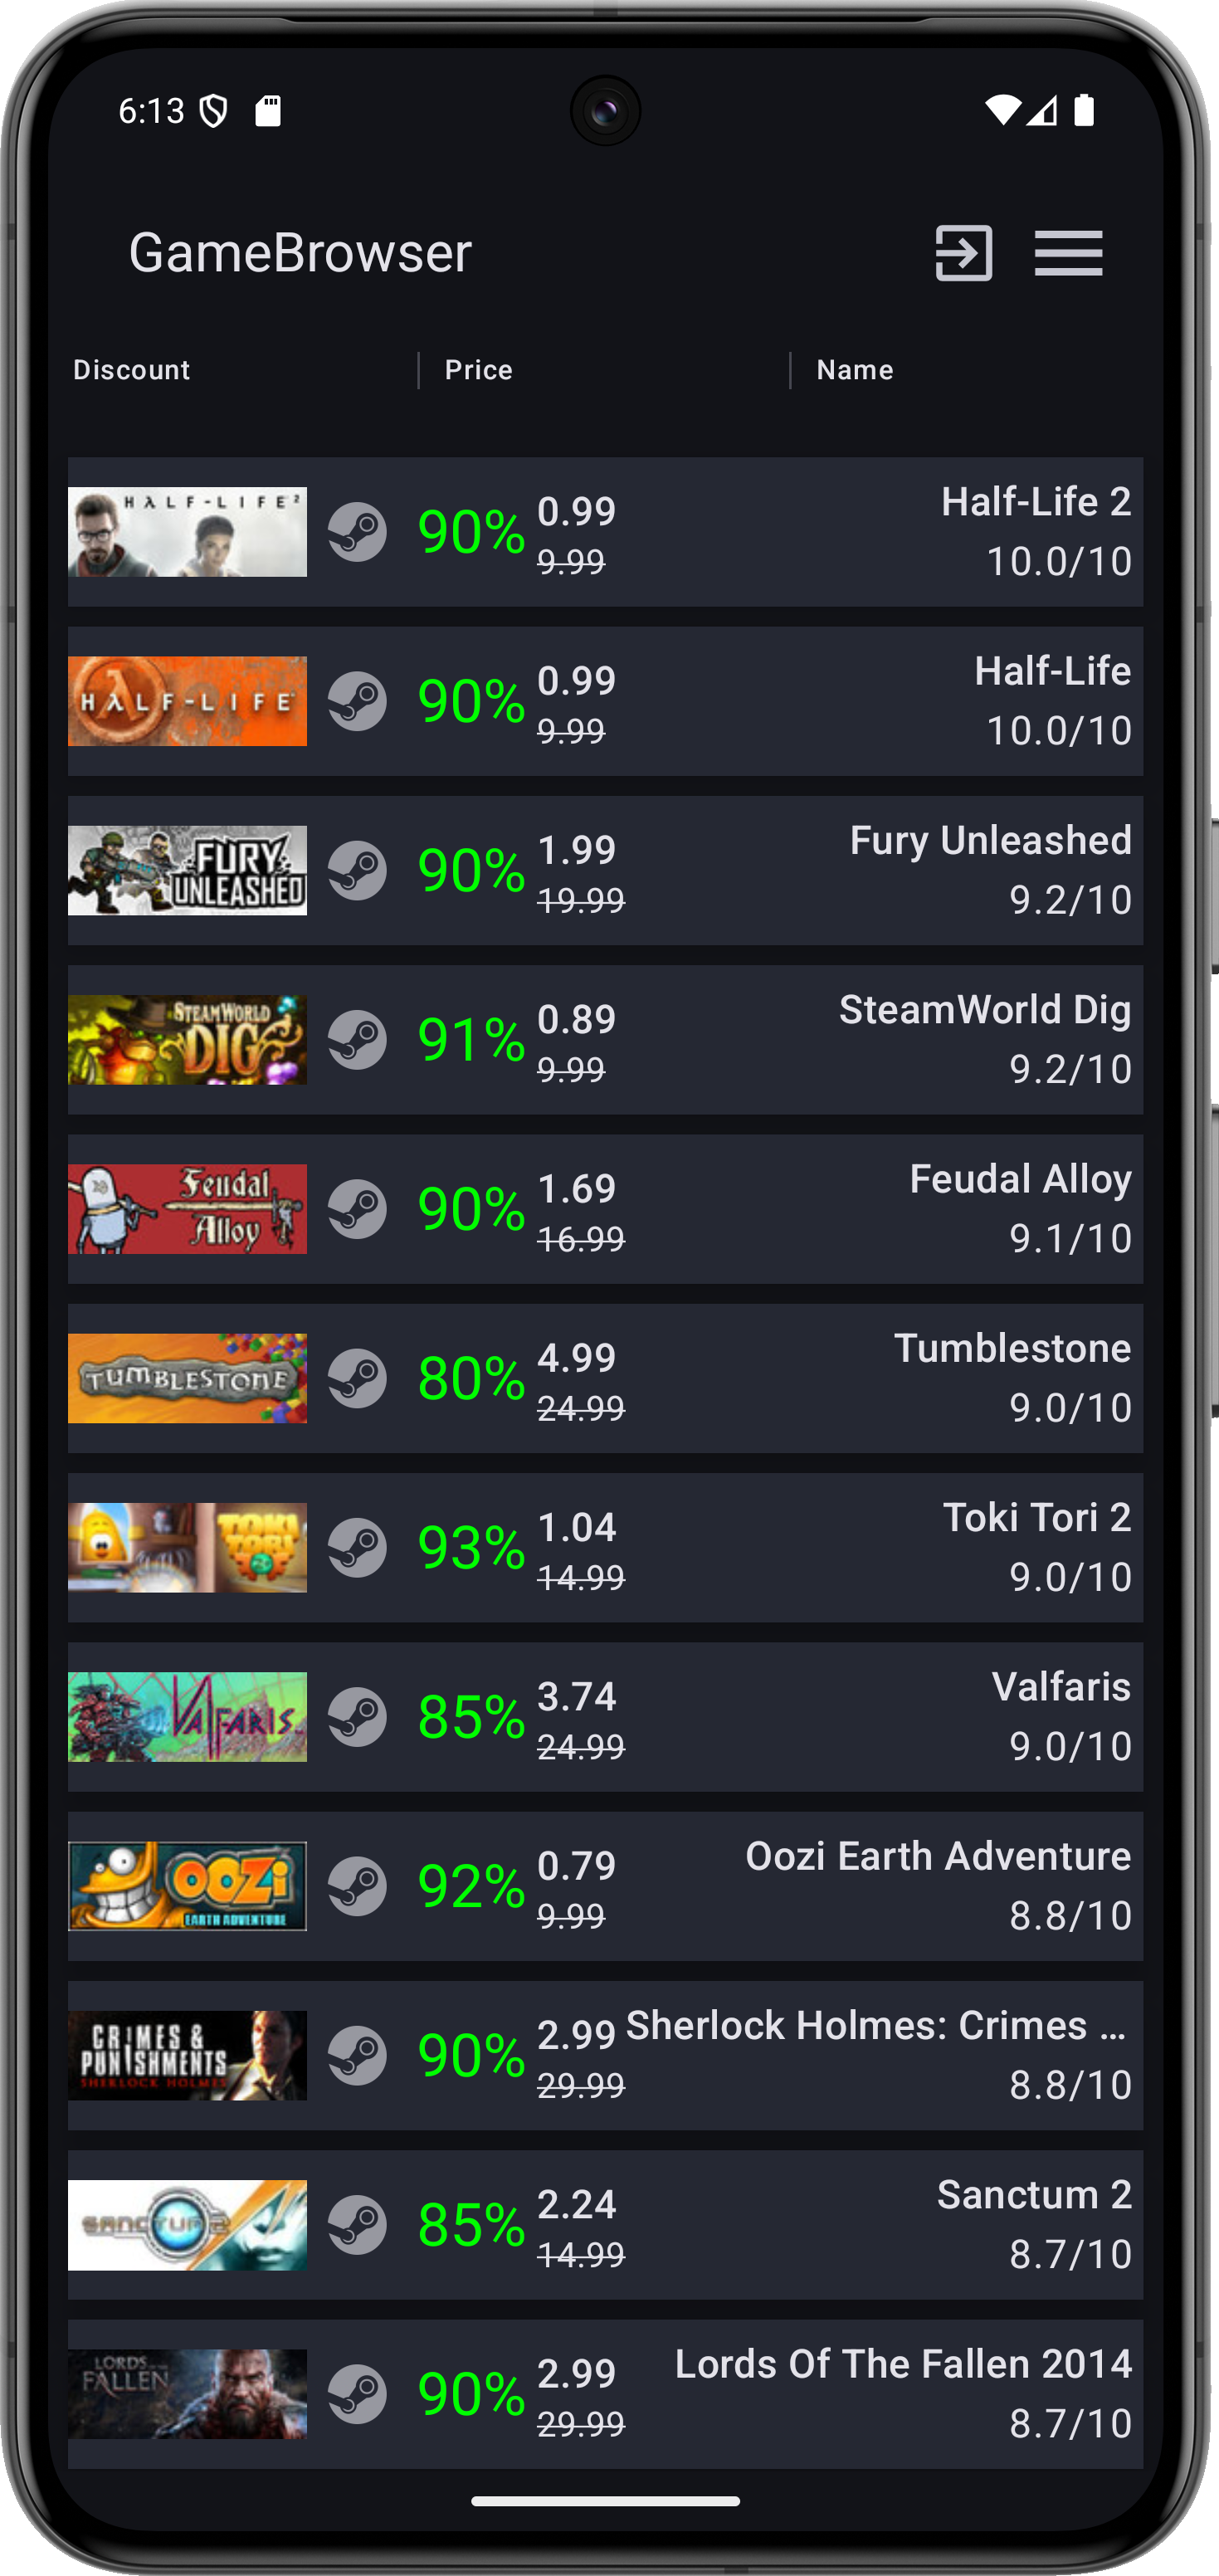 6:13
GameBrowser
Discount
Price
Name
HALF-LIFE²
90%
0.99
9.99
Half-Life 2
10.0/10
HALF-LIFE
90%
0.99
9.99
Half-Life
10.0/10
FURY
UNLEASHED
90%
1.99
19.99
Fury Unleashed
9.2/10
STEAMWORLD
DIG
91%
0.89
9.99
SteamWorld Dig
9.2/10
Feudal
Alloy
90%
1.69
16.99
Feudal Alloy
9.1/10
TUMBLESTONE
80%
4.99
24.99
Tumblestone
9.0/10
TOKI
TORI
2
93%
1.04
14.99
Toki Tori 2
9.0/10
VALFARIS
85%
3.74
24.99
Valfaris
9.0/10
OOZi
EARTH ADVENTURE
92%
0.79
9.99
Oozi Earth Adventure
8.8/10
CRIMES &
PUNISHMENTS
SHERLOCK HOLMES
90%
2.99
29.99
Sherlock Holmes: Crimes ...
8.8/10
SANCTUM 2
85%
2.24
14.99
Sanctum 2
8.7/10
LORDS OF THE
FALLEN
90%
2.99
29.99
Lords Of The Fallen 2014
8.7/10